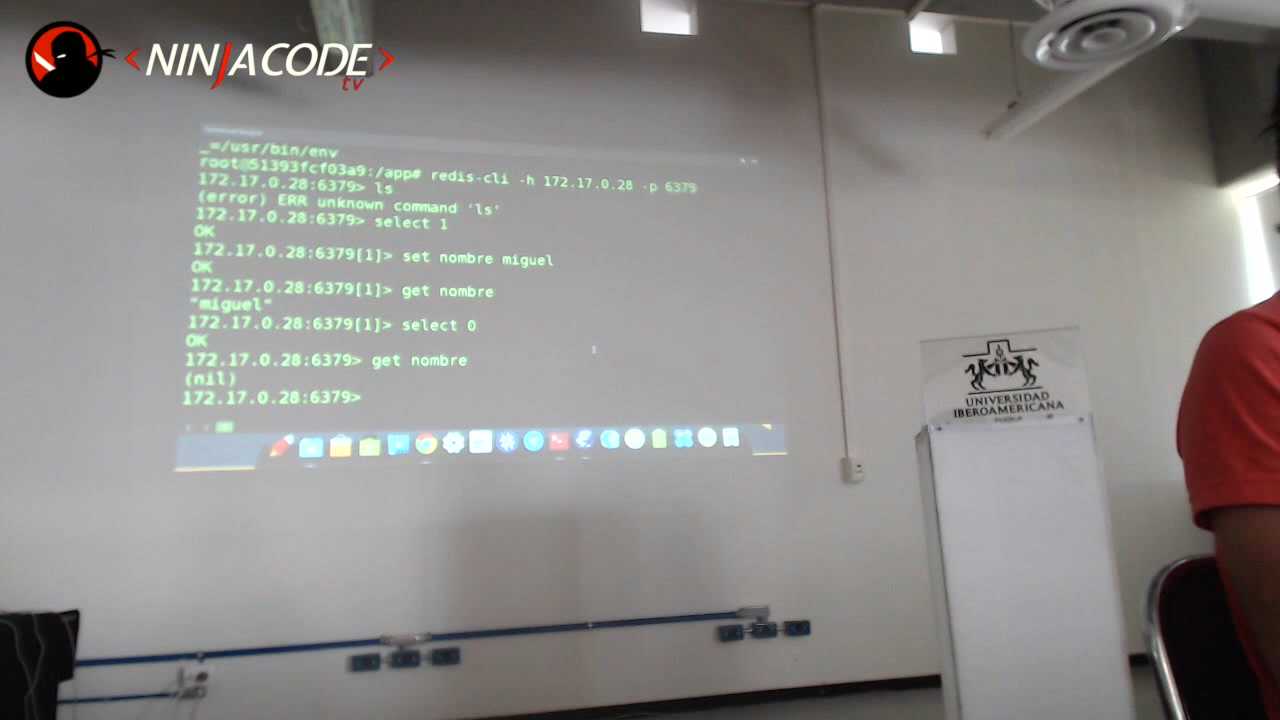 <NINJACODE>
tv
_=/usr/bin/env
root@51393fcf03a9:/app# redis-cli -h 172.17.0.28 -p 6379
172.17.0.28:6379> ls
(error) ERR unknown command 'ls'
172.17.0.28:6379> select 1
OK
172.17.0.28:6379[1]> set nombre miguel
OK
172.17.0.28:6379[1]> get nombre
"miguel"
172.17.0.28:6379[1]> select 0
OK
172.17.0.28:6379> get nombre
(nil)
172.17.0.28:6379>
UNIVERSIDAD
IBEROAMERICANA
PUEBLA